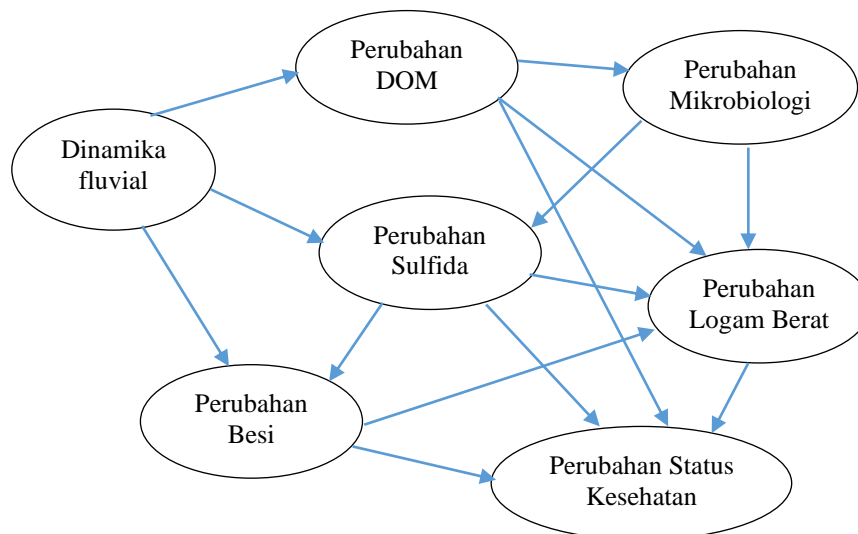 Perubahan
DOM
Perubahan
Mikrobiologi
Dinamika
fluvial
Perubahan
Sulfida
Perubahan
Logam Berat
Perubahan
Besi
Perubahan Status
Kesehatan